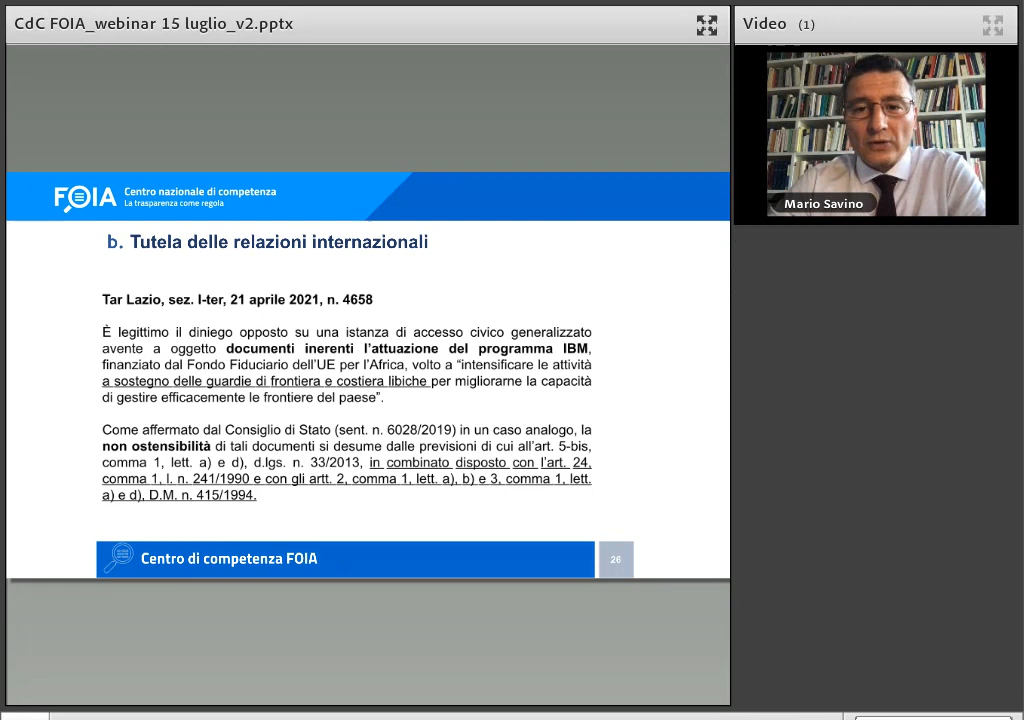 CdC FOIA_webinar 15 luglio_v2.pptx
Video (1)
Mario Savino
FOIA
Centro nazionale di competenza
La trasparenza come regola
b. Tutela delle relazioni internazionali
Tar Lazio, sez. I-ter, 21 aprile 2021, n. 4658
È legittimo il diniego opposto su una istanza di accesso civico generalizzato
avente a oggetto documenti inerenti l'attuazione del programma IBM,
finanziato dal Fondo Fiduciario dell'UE per l'Africa, volto a “intensificare le attività
a sostegno delle guardie di frontiera e costiera libiche per migliorarne la capacità
di gestire efficacemente le frontiere del paese”.
Come affermato dal Consiglio di Stato (sent. n. 6028/2019) in un caso analogo, la
non ostensibilità di tali documenti si desume dalle previsioni di cui all'art. 5-bis,
comma 1, lett. a) e d), d.lgs. n. 33/2013, in combinato disposto con l'art. 24,
comma 1, l. n. 241/1990 e con gli artt. 2, comma 1, lett. a), b) e 3, comma 1, lett.
a) e d), D.M. n. 415/1994.
Centro di competenza FOIA
26